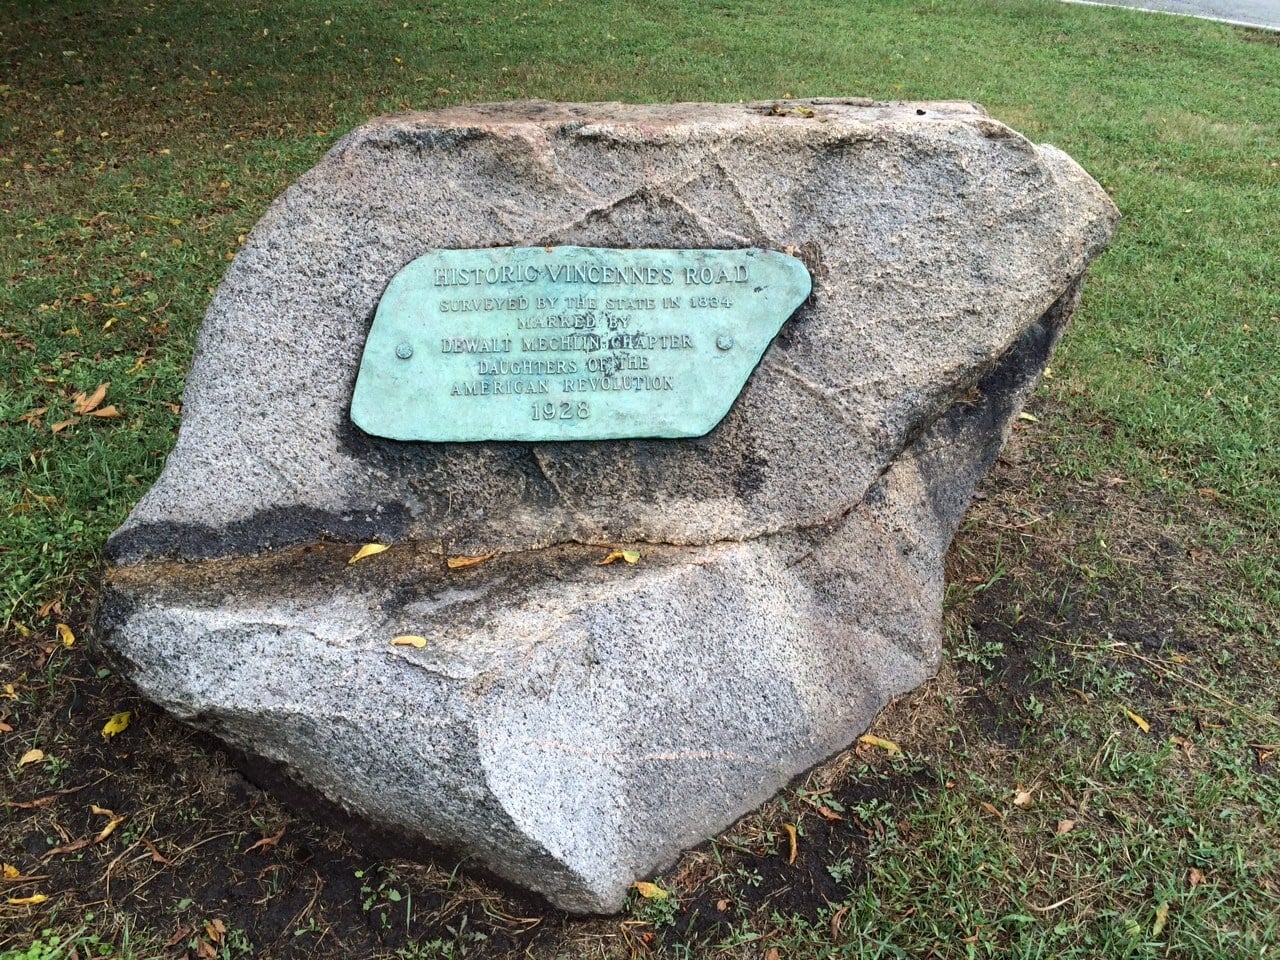 HISTORIC VINCENNES ROAD
SURVEYED BY THE STATE IN 1834
MARKED BY
DEWALT MECHLIN CHAPTER
DAUGHTERS OF THE
AMERICAN REVOLUTION
1928